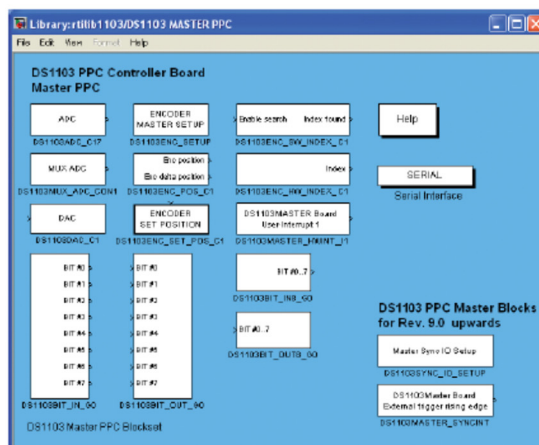 Library:rtilib1103/DS1103 MASTER PPC
File Edit View Format Help
DS1103 PPC Controller Board
Master PPC
ADC
DS1103ADC_C17
ENCODER
MASTER SETUP
DS1103ENC_SETUP
Enable search Index found
DS1103ENC_SW_INDEX_C1
Help
MUX ADC
DS1103MUX_ADC_CON1
Enc position
Enc delta position
DS1103ENC_POS_C1
Index
DS1103ENC_HW_INDEX_C1
SERIAL
Serial Interface
DAC
DS1103DAC_C1
ENCODER
SET POSITION
DS1103ENC_SET_POS_C1
DS1103MASTER Board
User-Interrupt 1
DS1103MASTER_HWINT_I1
BIT #0
BIT #1
BIT #2
BIT #3
BIT #4
BIT #5
BIT #6
BIT #7
DS1103BIT_IN_G0
BIT #0
BIT #1
BIT #2
BIT #3
BIT #4
BIT #5
BIT #6
BIT #7
DS1103BIT_OUT_G0
BIT #0..7
DS1103BIT_IN8_G0
BIT #0..7
DS1103BIT_OUT8_G0
DS1103 PPC Master Blocks
for Rev. 9.0 upwards
Master Sync IO Setup
DS1103SYNC_IO_SETUP
DS1103Master Board
External trigger rising edge
DS1103MASTER_SYNCINT
DS1103 Master PPC Blockset